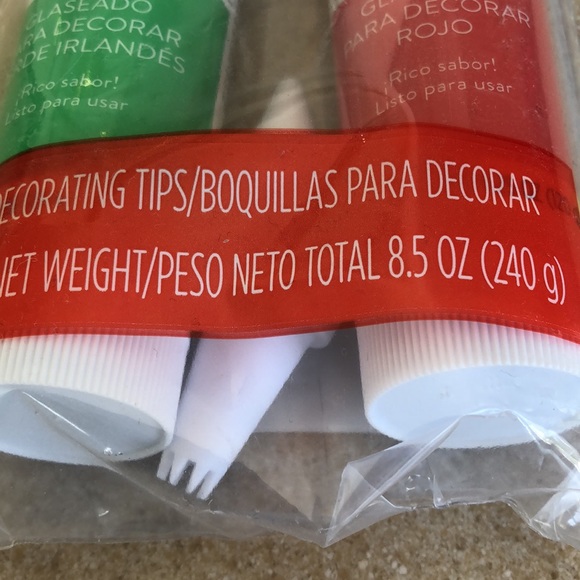 GLASEADO
PARA DECORAR
DE IRLANDÉS
¡Rico sabor!
Listo para usar
PARA DECORAR
ROJO
¡Rico sabor!
Listo para usar
DECORATING TIPS/BOQUILLAS PARA DECORAR
NET WEIGHT/PESO NETO TOTAL 8.5 OZ (240 g)